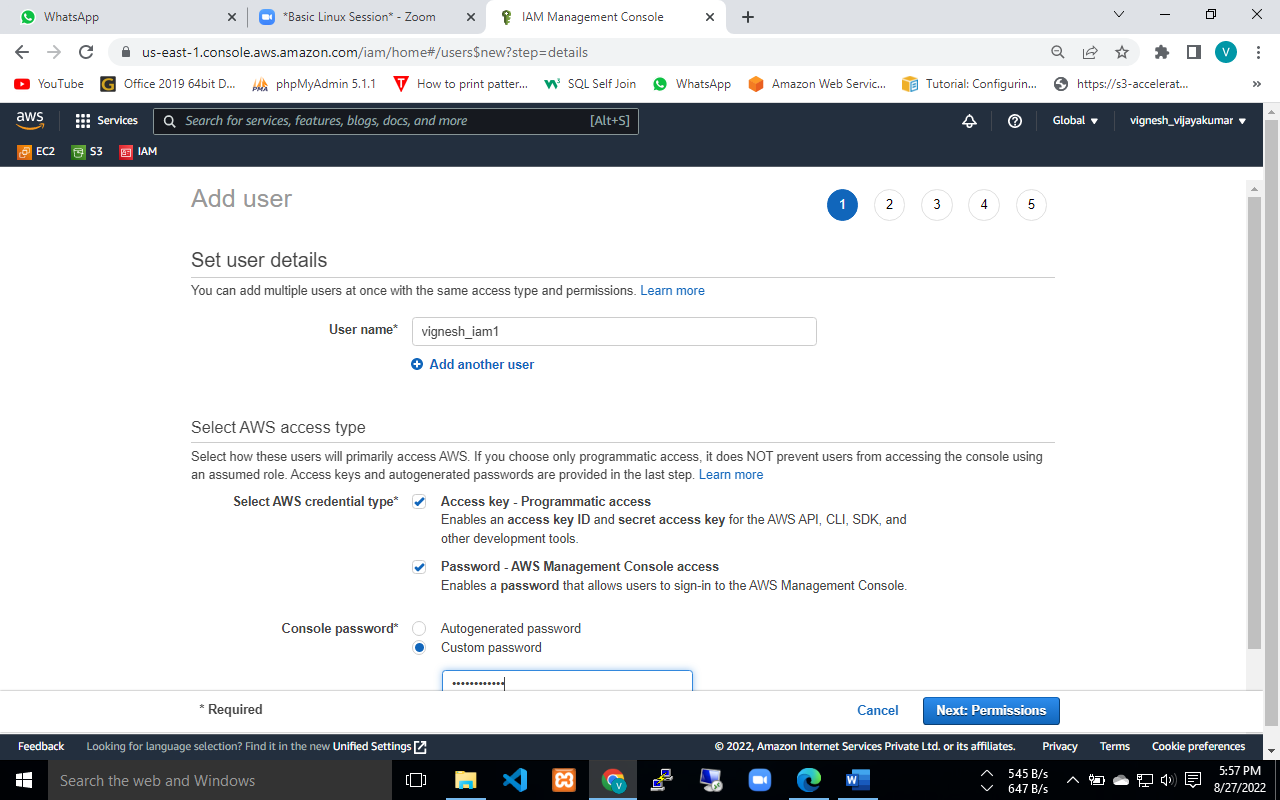 WhatsApp
*Basic Linux Session* - Zoom
IAM Management Console
us-east-1.console.aws.amazon.com/iam/home#/users$new?step=details
V
YouTube
Office 2019 64bit D...
phpMyAdmin 5.1.1
How to print patter...
SQL Self Join
WhatsApp
Amazon Web Servic...
Tutorial: Configurin...
https://s3-accelerat...
»
aws
Services
Search for services, features, blogs, docs, and more
[Alt+S]
Global
vignesh_vijayakumar
EC2
S3
IAM
Add user
1
2
3
4
5
Set user details
You can add multiple users at once with the same access type and permissions. Learn more
User name*
vignesh_iam1
Add another user
Select AWS access type
Select how these users will primarily access AWS. If you choose only programmatic access, it does NOT prevent users from accessing the console using
an assumed role. Access keys and autogenerated passwords are provided in the last step. Learn more
Select AWS credential type*
Access key - Programmatic access
Enables an access key ID and secret access key for the AWS API, CLI, SDK, and
other development tools.
Password - AWS Management Console access
Enables a password that allows users to sign-in to the AWS Management Console.
Console password*
Autogenerated password
Custom password
••••••••••••
* Required
Cancel
Next: Permissions
Feedback
Looking for language selection? Find it in the new Unified Settings
© 2022, Amazon Internet Services Private Ltd. or its affiliates.
Privacy
Terms
Cookie preferences
Search the web and Windows
545 B/s
647 B/s
5:57 PM
8/27/2022